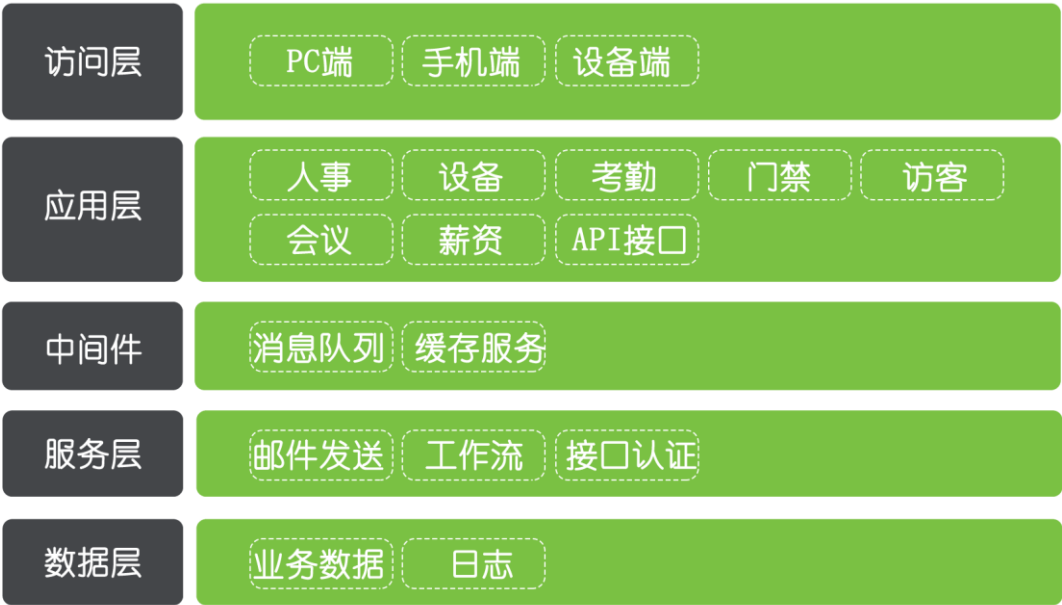 访问层
PC端 手机端 设备端
应用层
人事 设备 考勤 门禁 访客
会议 薪资 API接口
中间件
消息队列 缓存服务
服务层
邮件发送 工作流 接口认证
数据层
业务数据 日志